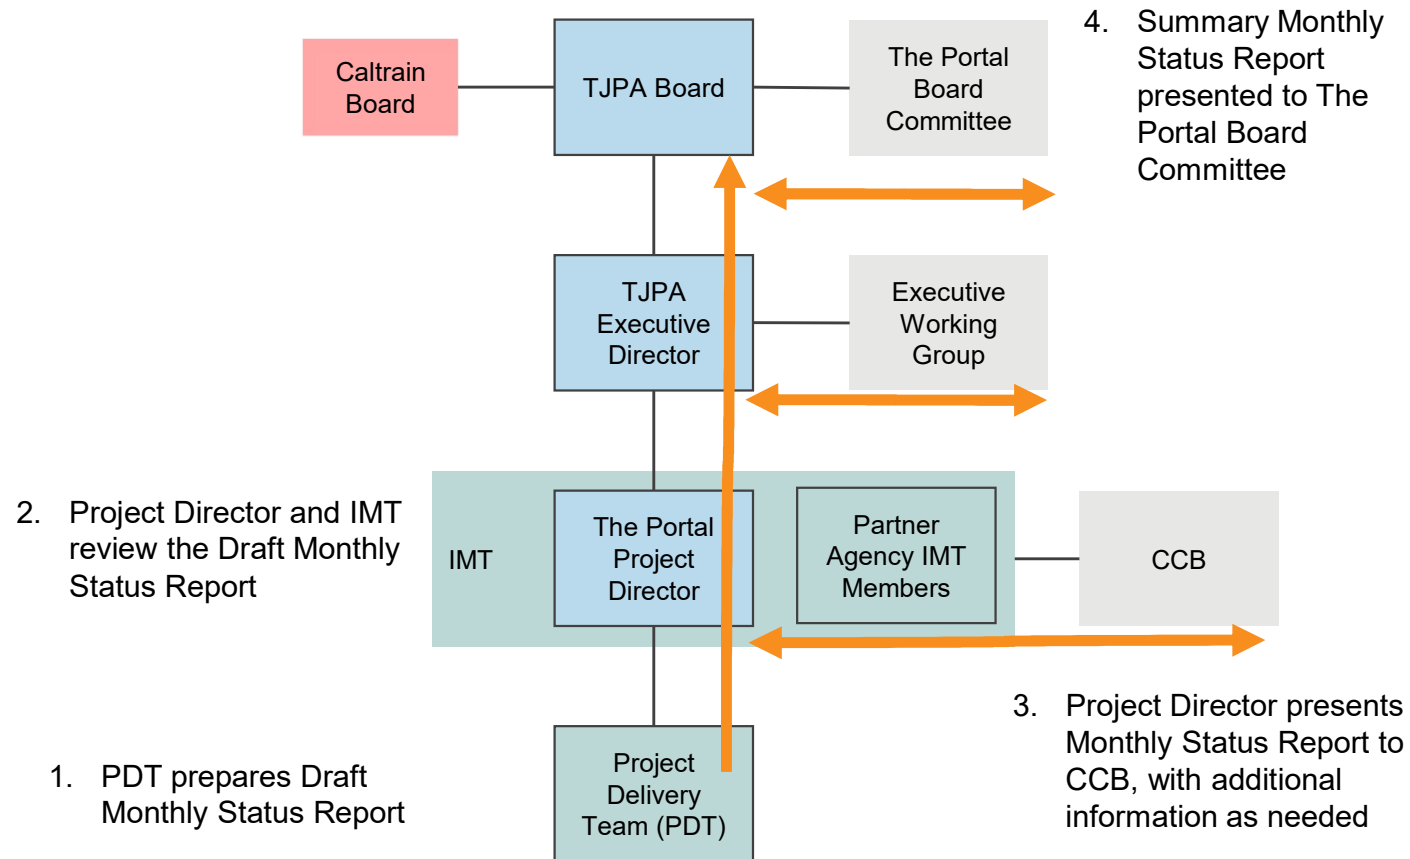 Caltrain
Board
TJPA Board
The Portal
Board
Committee
4. Summary Monthly
Status Report
presented to The
Portal Board
Committee
TJPA
Executive
Director
Executive
Working
Group
2. Project Director and IMT
review the Draft Monthly
Status Report
IMT
The Portal
Project
Director
Partner
Agency IMT
Members
CCB
3. Project Director presents
Monthly Status Report to
CCB, with additional
information as needed
1. PDT prepares Draft
Monthly Status Report
Project
Delivery
Team (PDT)